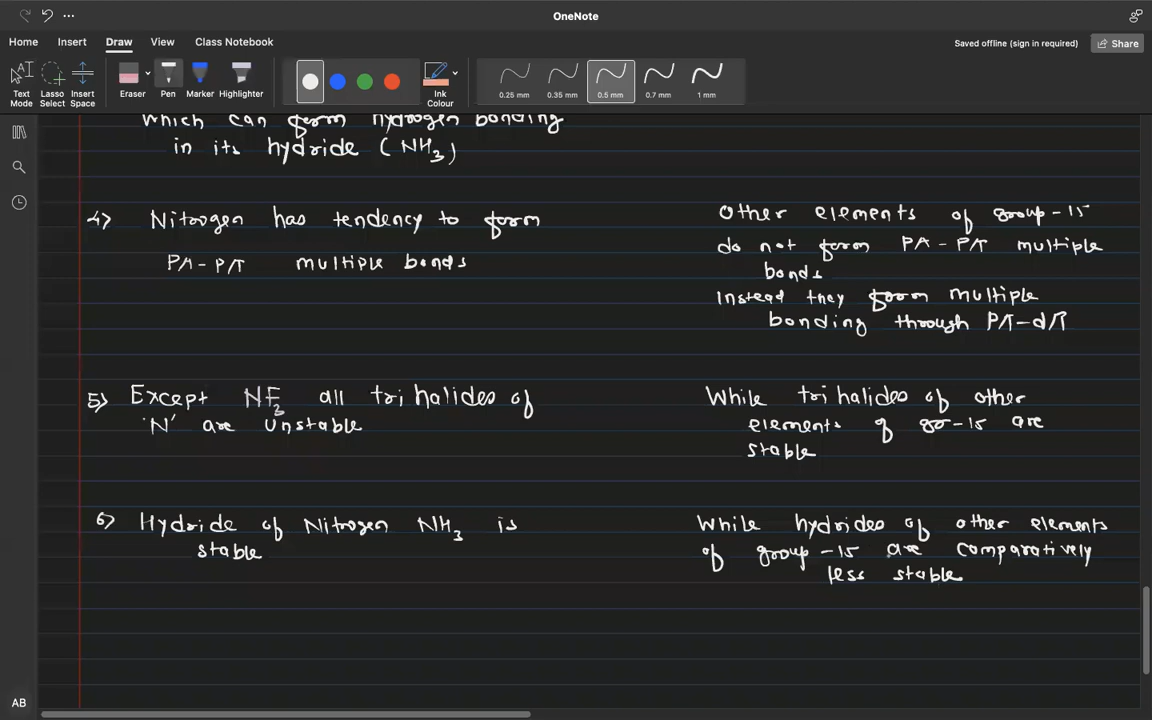 OneNote
Home Insert Draw View Class Notebook
Saved offline (sign in required) Share
Text Mode
Lasso Select
Insert Space
Eraser
Pen
Marker
Highlighter
Ink Colour
0.25 mm 0.35 mm 0.5 mm 0.7 mm 1 mm
which can form hydrogen bonding
in its hydride (NH3)
4) Nitrogen has tendency to form
Pπ-Pπ multiple bonds
Other elements of group-15
do not form Pπ-Pπ multiple
bonds
Instead they form multiple
bonding through Pπ-dπ
5) Except NF3 all tri halides of
'N' are unstable
While tri halides of other
elements of gr-15 are
stable
6) Hydride of Nitrogen NH3 is
stable
While hydrides of other elements
of group-15 are comparatively
less stable
AB